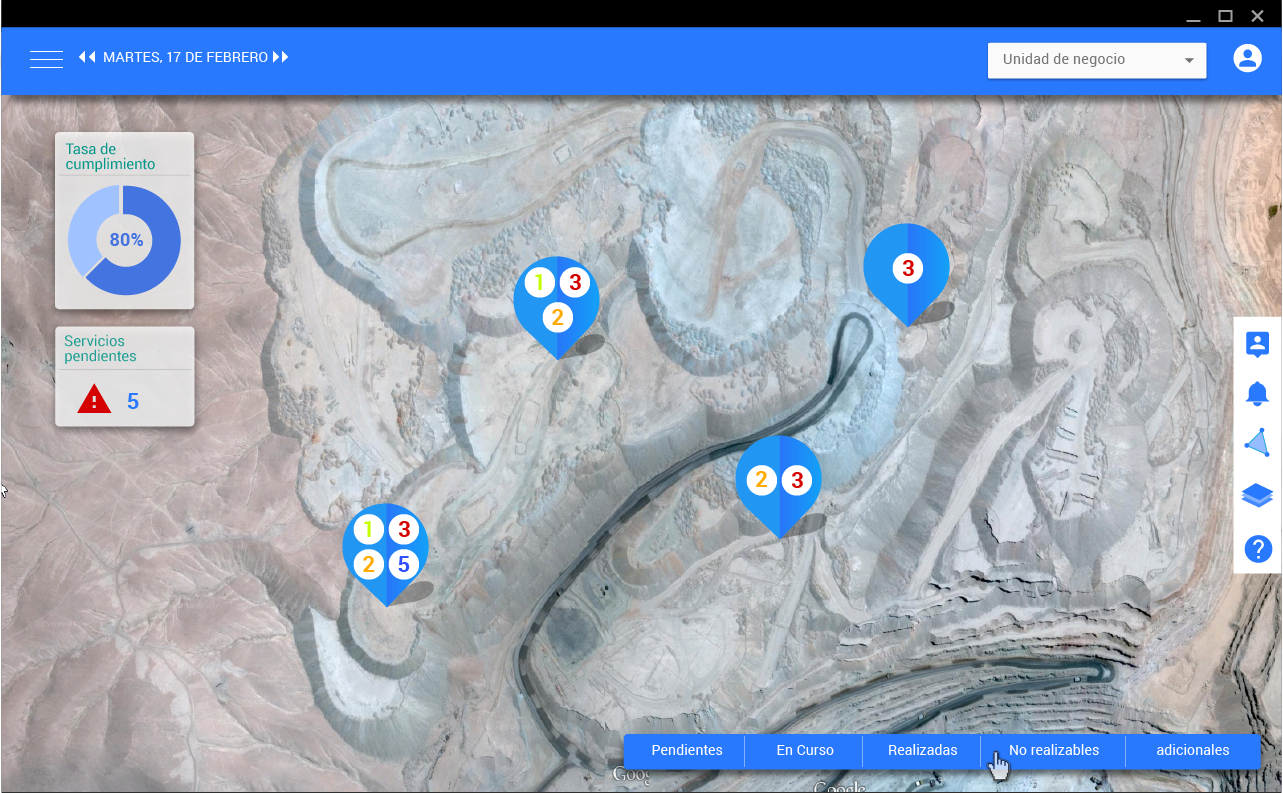 MARTES, 17 DE FEBRERO
Unidad de negocio
Tasa de
cumplimiento
80%
Servicios
pendientes
! 5
3
1 3
2
2 3
1 3
2 5
?
Pendientes
En Curso
Realizadas
No realizables
adicionales
Goog
Google